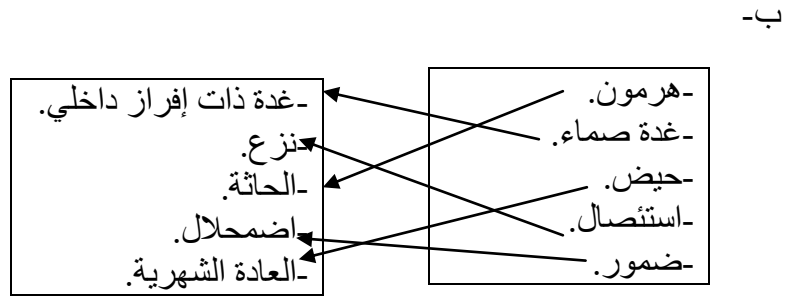 ب-
-هرمون.
-غدة صماء.
-حيض.
-استئصال.
-ضمور.
-غدة ذات إفراز داخلي.
-نزع.
-الحاثة.
-اضمحلال.
-العادة الشهرية.